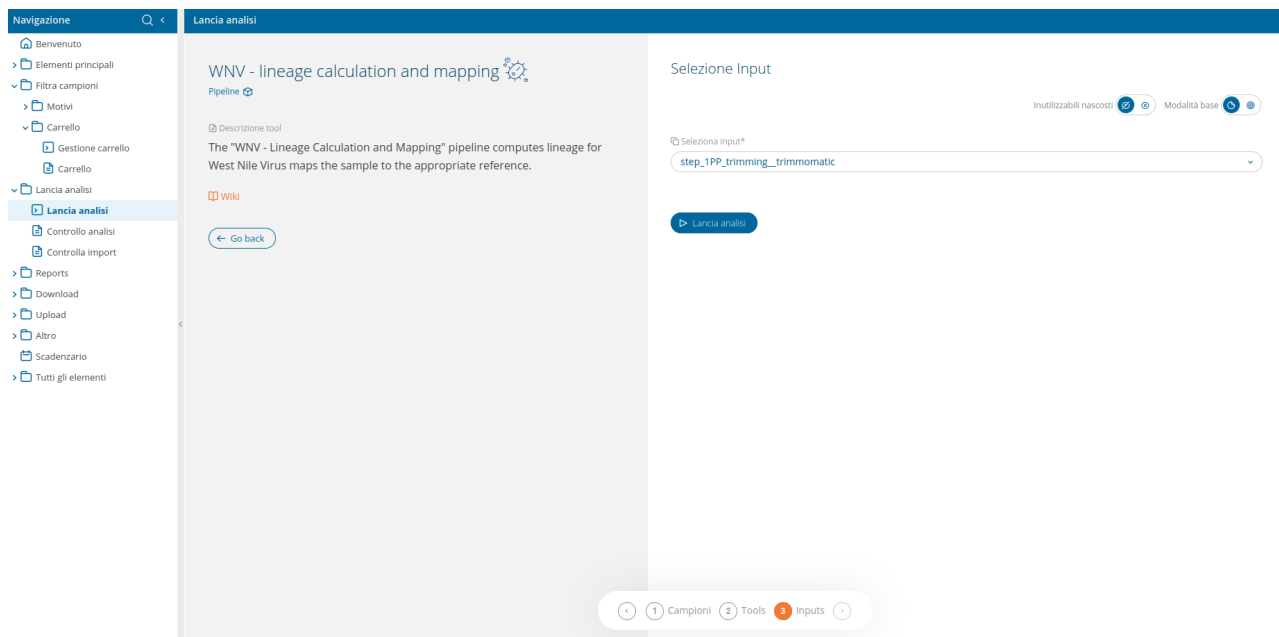 Navigazione
Lancia analisi
Benvenuto
Elementi principali
Filtra campioni
Motivi
Carrello
Gestione carrello
Carrello
Lancia analisi
Lancia analisi
Controllo analisi
Controlla import
Reports
Download
Upload
Altro
Scadenzario
Tutti gli elementi
WNV - lineage calculation and mapping
Pipeline
Descrizione tool
The "WNV - Lineage Calculation and Mapping" pipeline computes lineage for
West Nile Virus maps the sample to the appropriate reference.
Wiki
Go back
Selezione Input
Inutilizzabili nascosti Modalità base
Seleziona input*
step_1PP_trimming__trimmomatic
Lancia analisi
1 Campioni 2 Tools 3 Inputs